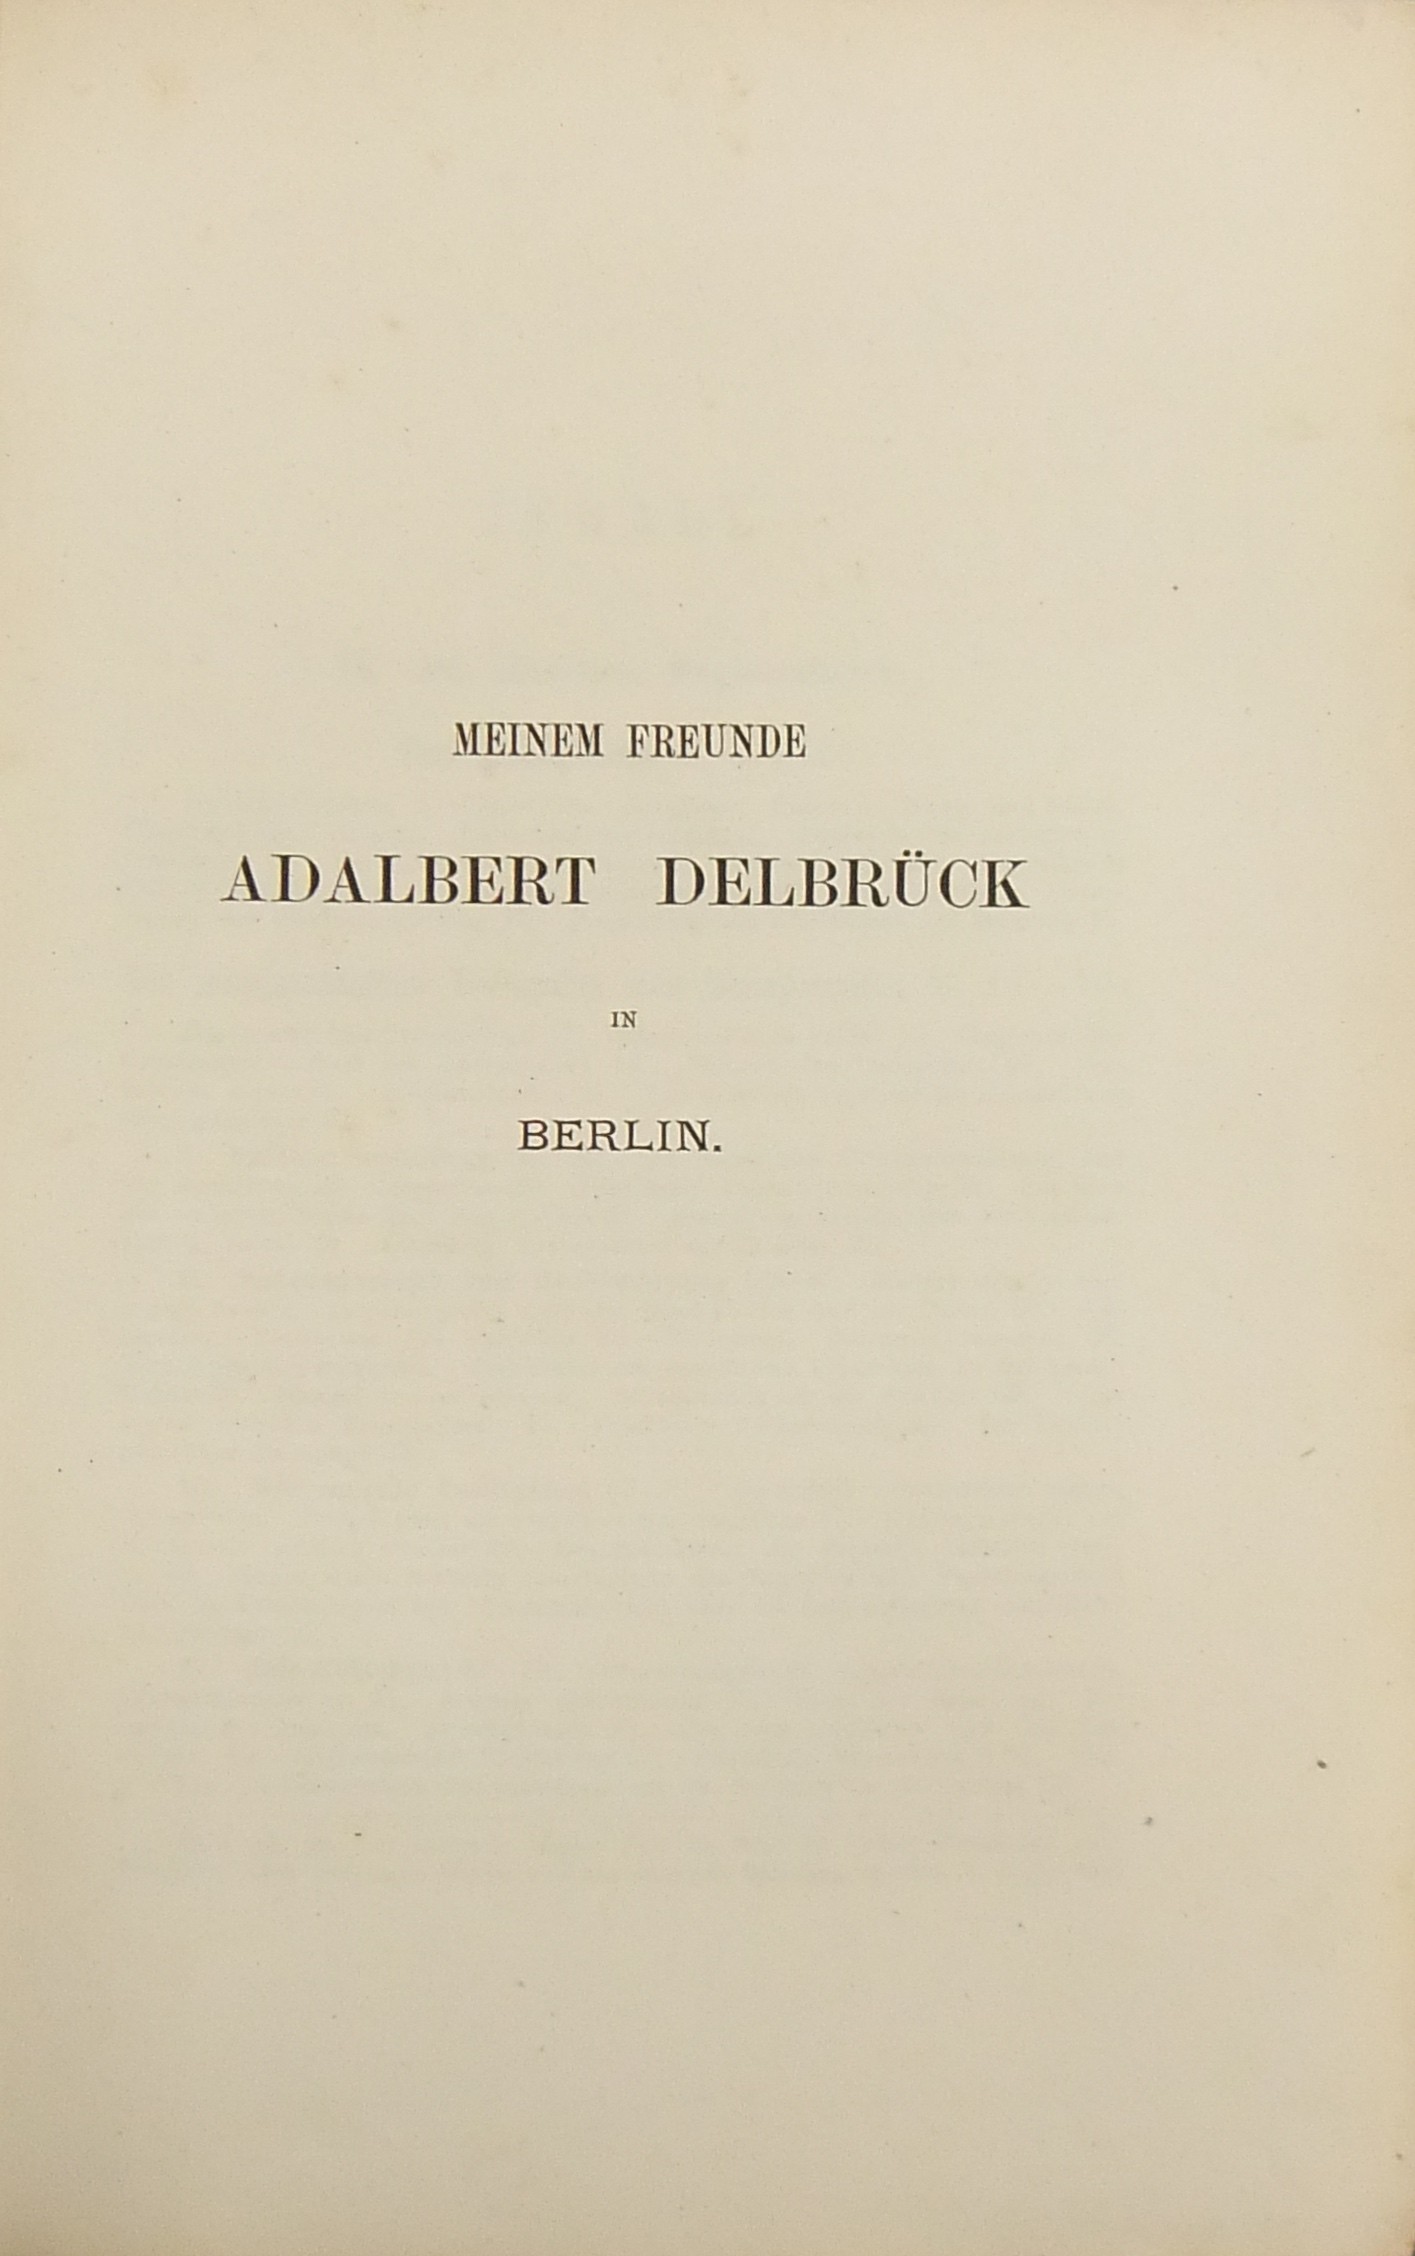 MEINEM FREUNDE
ADALBERT DELBRÜCK
IN
BERLIN.